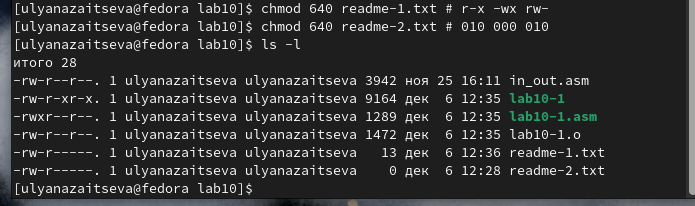 [ulyanazaitseva@fedora lab10]$ chmod 640 readme-1.txt # r-x -wx rw-
[ulyanazaitseva@fedora lab10]$ chmod 640 readme-2.txt # 010 000 010
[ulyanazaitseva@fedora lab10]$ ls -l
итого 28
-rw-r--r--. 1 ulyanazaitseva ulyanazaitseva 3942 ноя 25 16:11 in_out.asm
-rw-r-xr-x. 1 ulyanazaitseva ulyanazaitseva 9164 дек  6 12:35 lab10-1
-rwxr--r--. 1 ulyanazaitseva ulyanazaitseva 1289 дек  6 12:35 lab10-1.asm
-rw-r--r--. 1 ulyanazaitseva ulyanazaitseva 1472 дек  6 12:35 lab10-1.o
-rw-r-----. 1 ulyanazaitseva ulyanazaitseva   13 дек  6 12:36 readme-1.txt
-rw-r-----. 1 ulyanazaitseva ulyanazaitseva    0 дек  6 12:28 readme-2.txt
[ulyanazaitseva@fedora lab10]$